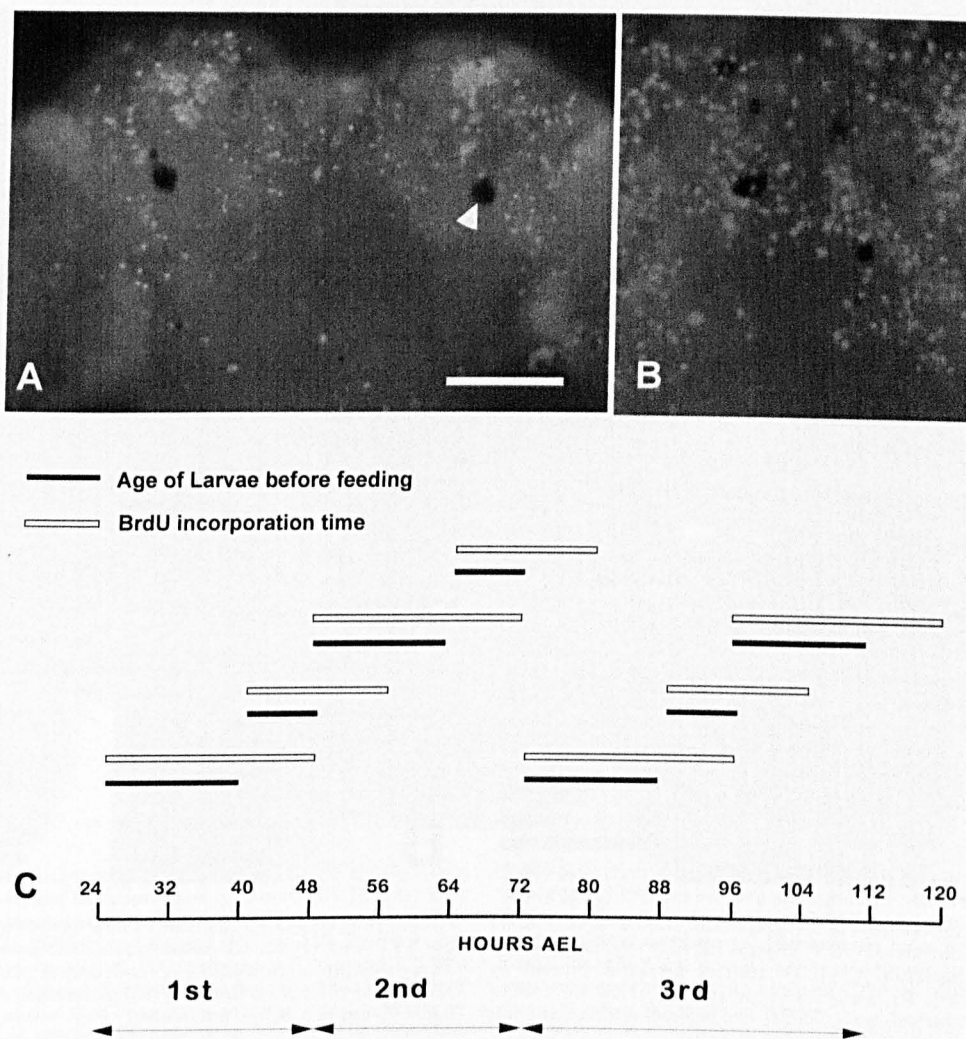 A
B
Age of Larvae before feeding
BrdU incorporation time
C
24 32 40 48 56 64 72 80 88 96 104 112 120
HOURS AEL
1st 2nd 3rd